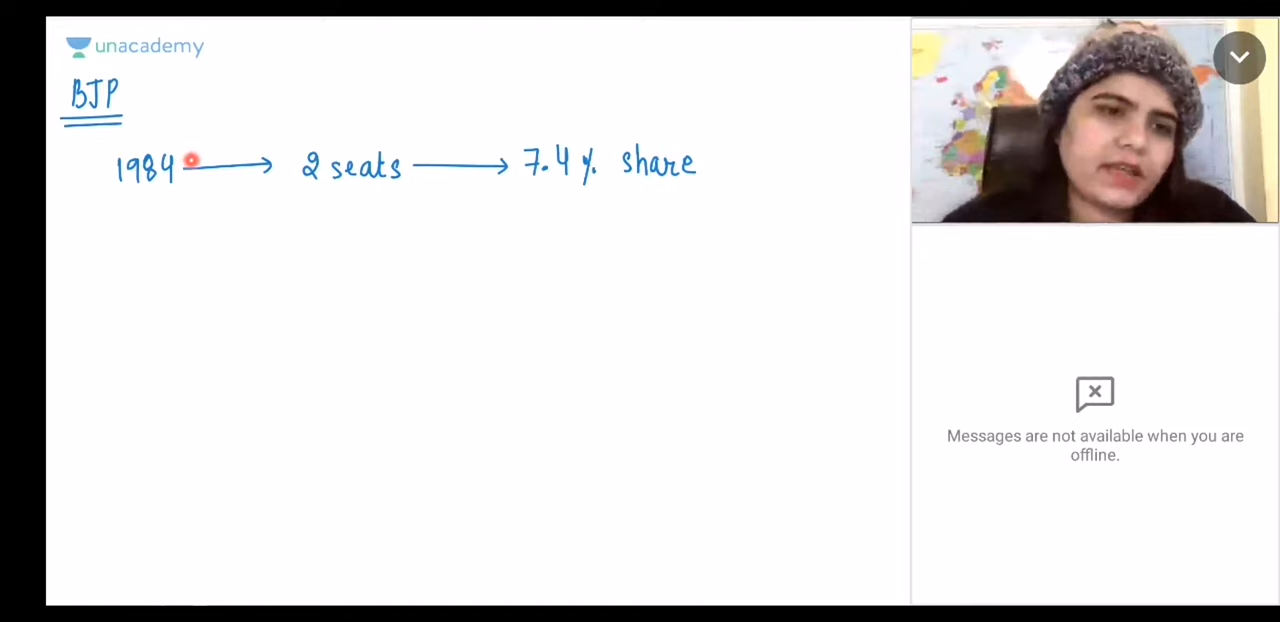 unacademy
BJP
1984 → 2 seats → 7.4 % share
Messages are not available when you are
offline.